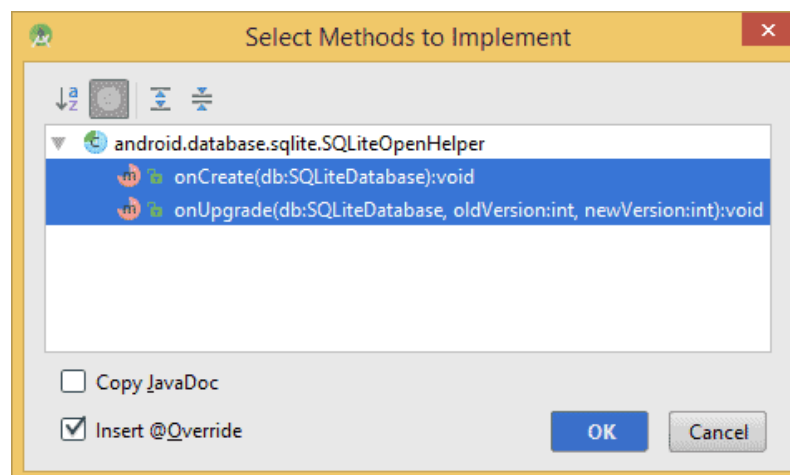 Select Methods to Implement
android.database.sqlite.SQLiteOpenHelper
onCreate(db:SQLiteDatabase):void
onUpgrade(db:SQLiteDatabase, oldVersion:int, newVersion:int):void
Copy JavaDoc
Insert @Override
OK Cancel